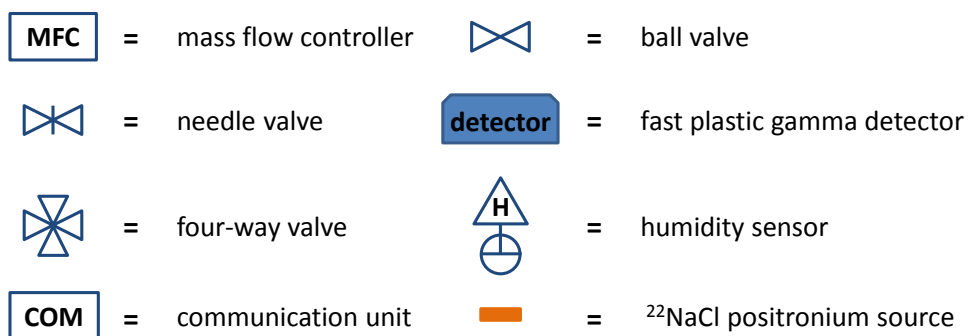 MFC = mass flow controller = ball valve
= needle valve detector = fast plastic gamma detector
= four-way valve H = humidity sensor
COM = communication unit = ²²NaCl positronium source